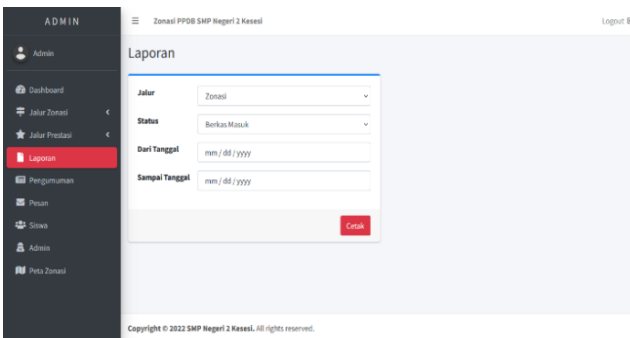 ADMIN
Zonasi PPDB SMP Negeri 2 Kesesi
Logout
Admin
Laporan
Dashboard
Jalur Zonasi
Jalur Prestasi
Laporan
Pengumuman
Pesan
Siswa
Admin
Peta Zonasi
Jalur
Zonasi
Status
Berkas Masuk
Dari Tanggal
mm / dd / yyyy
Sampai Tanggal
mm / dd / yyyy
Cetak
Copyright © 2022 SMP Negeri 2 Kesesi. All rights reserved.